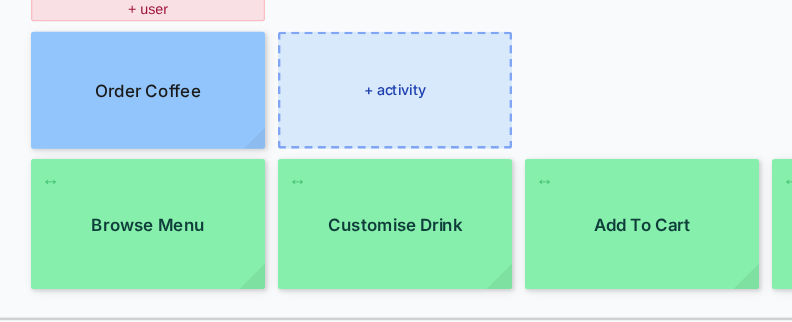 + user
Order Coffee
+ activity
↔
↔
↔
Browse Menu
Customise Drink
Add To Cart